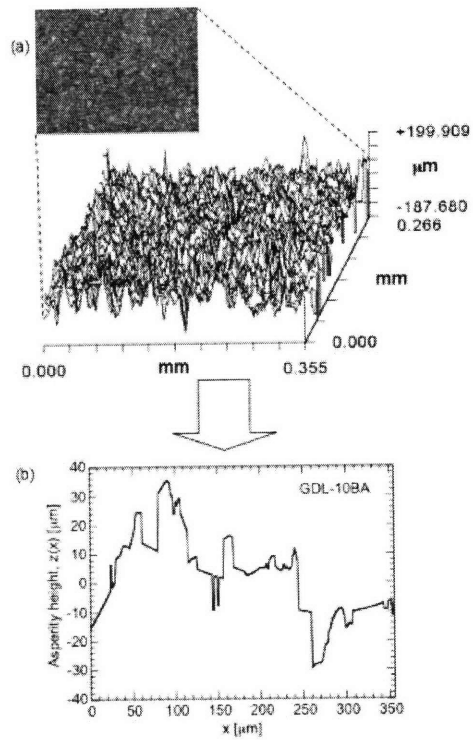 (a)
+199.909
μm
-187.680
0.266
mm
0.000
0.000 mm 0.355
(b)
40
30
20
10
0
-10
-20
-30
-40
Asperity height, z(x) [μm]
GDL-10BA
0 50 100 150 200 250 300 350
x [μm]